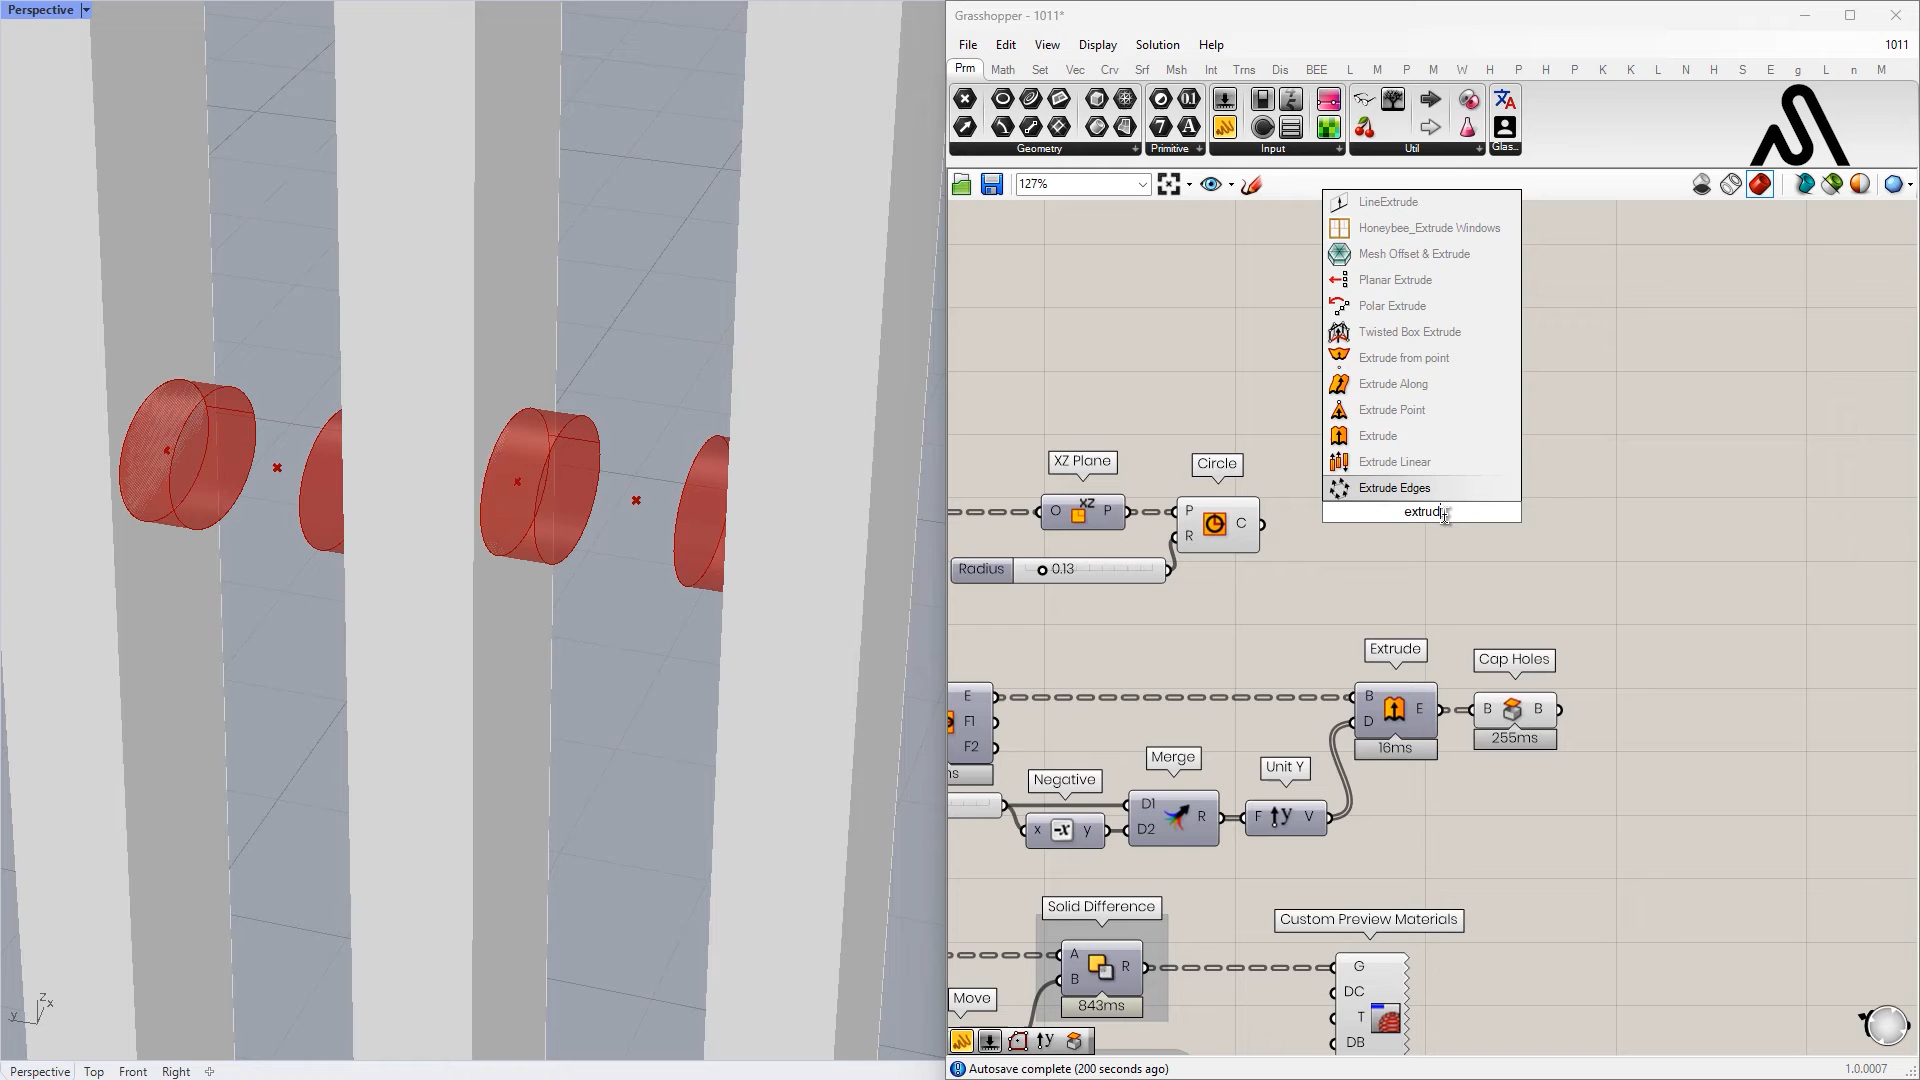 Perspective
Grasshopper - 1011*
File Edit View Display Solution Help 1011
Prm Math Set Vec Crv Srf Msh Int Trns Dis BEE L M P M W H P H P K K L N H S E g L n M
Geometry Primitive Input Util Glas...
127%
LineExtrude
Honeybee_Extrude Windows
Mesh Offset & Extrude
Planar Extrude
Polar Extrude
Twisted Box Extrude
Extrude from point
Extrude Along
Extrude Point
Extrude
Extrude Linear
Extrude Edges
extrud
XZ Plane
Circle
O XZ P
P
R
C
Radius 0.13
Extrude
Cap Holes
E
F1
F2
B
D
E
16ms
B B
255ms
Merge
Unit Y
Negative
x -x y
D1
D2
R
F y V
Solid Difference
A
B
R
843ms
Custom Preview Materials
G
DC
T
DB
Move
z x
y
Perspective Top Front Right
Autosave complete (200 seconds ago)
1.0.0007